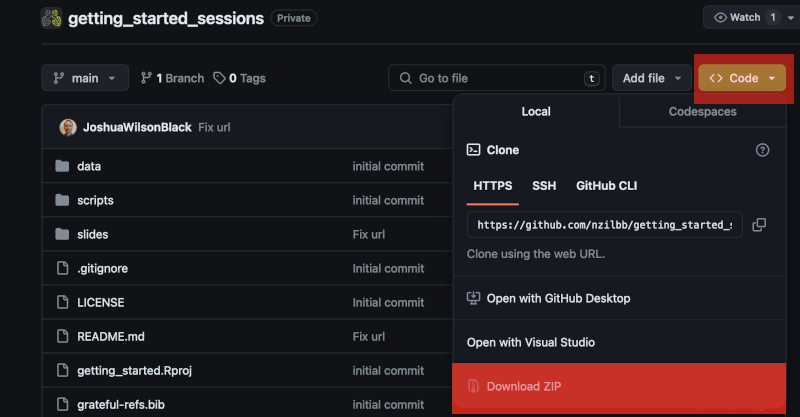 getting_started_sessions Private Watch 1
main 1 Branch 0 Tags Go to file t Add file <> Code
Local Codespaces
JoshuaWilsonBlack Fix url
Clone
data initial commit
HTTPS SSH GitHub CLI
scripts initial commit
https://github.com/nzilbb/getting_started_s
slides Fix url
Clone using the web URL.
.gitignore Initial commit
LICENSE Initial commit
Open with GitHub Desktop
README.md Fix url
Open with Visual Studio
getting_started.Rproj initial commit
Download ZIP
grateful-refs.bib initial commit